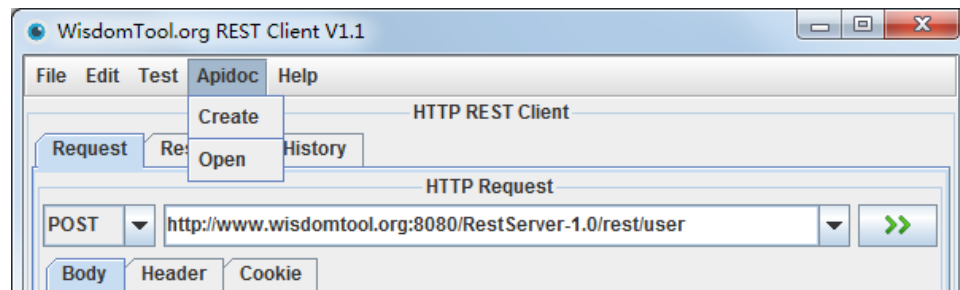 WisdomTool.org REST Client V1.1
File Edit Test Apidoc Help
Create
Open
HTTP REST Client
Request Res History
HTTP Request
POST http://www.wisdomtool.org:8080/RestServer-1.0/rest/user
Body Header Cookie